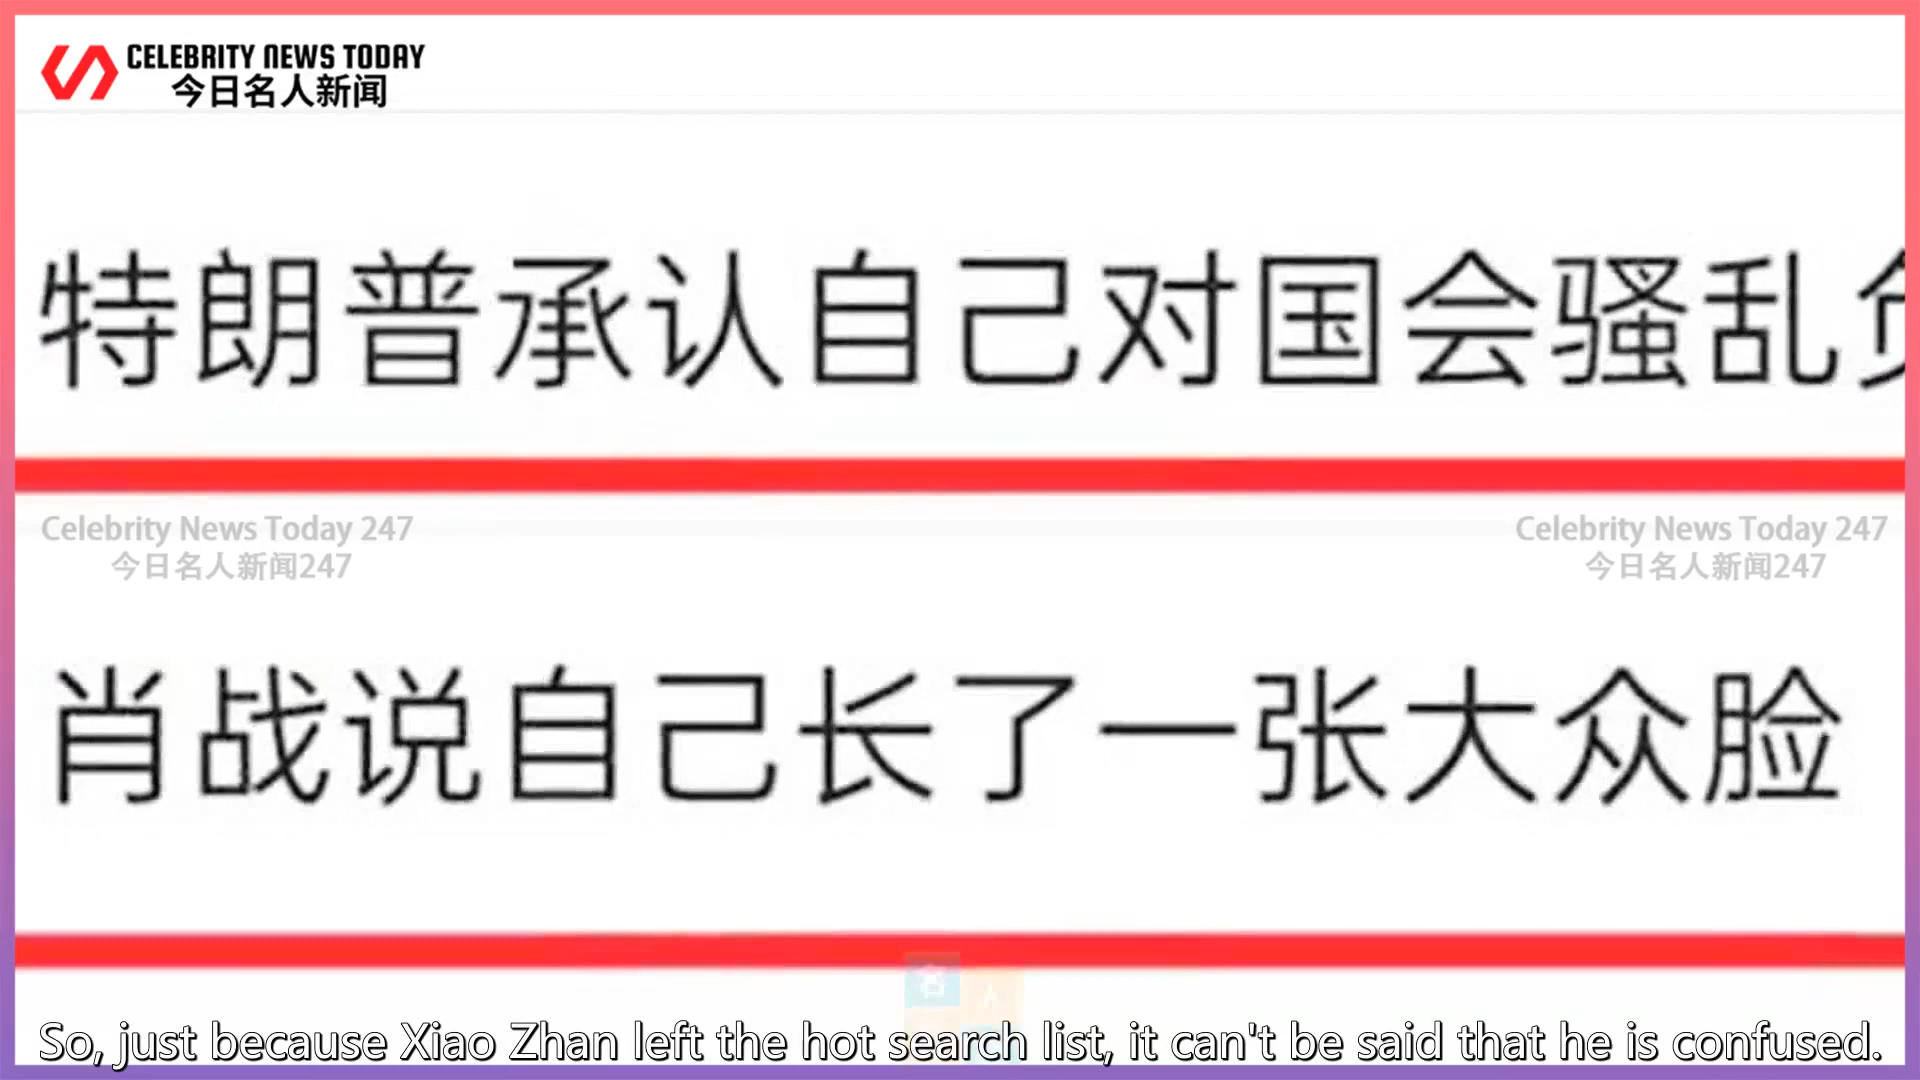 CELEBRITY NEWS TODAY
今日名人新闻
特朗普承认自己对国会骚乱
Celebrity News Today 247
今日名人新闻247
Celebrity News Today 247
今日名人新闻247
肖战说自己长了一张大众脸
名人
So, just because Xiao Zhan left the hot search list, it can't be said that he is confused.